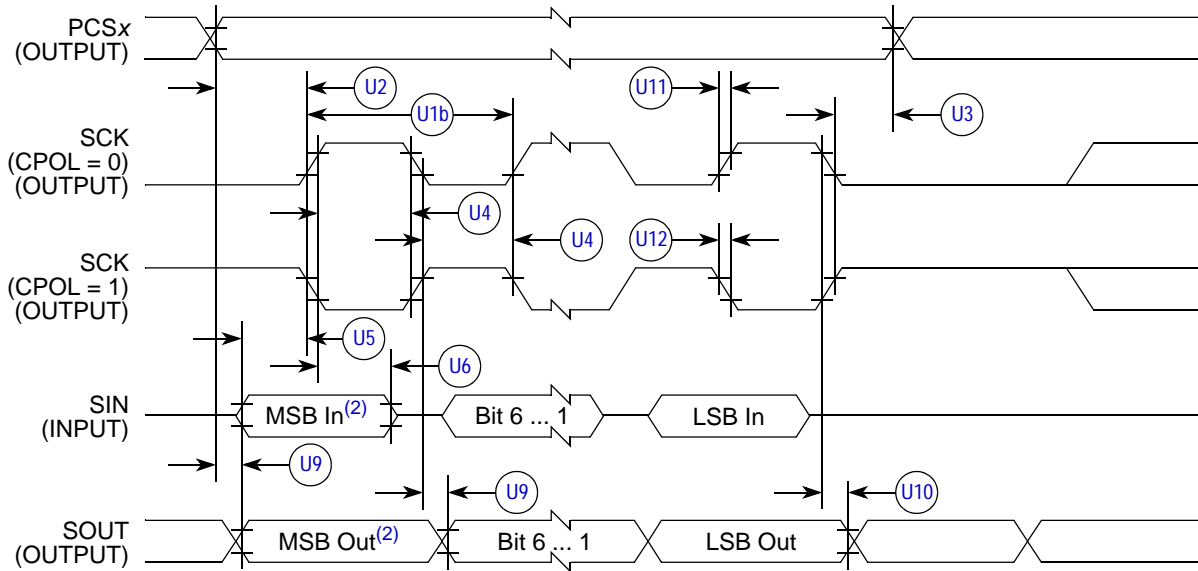 PCSx
(OUTPUT)
U2
U11
U1b
U3
SCK
(CPOL = 0)
(OUTPUT)
U4
U4
U12
SCK
(CPOL = 1)
(OUTPUT)
U5
U6
SIN
(INPUT)
MSB In(2)
Bit 6 ... 1
LSB In
U9
U9
U10
SOUT
(OUTPUT)
MSB Out(2)
Bit 6 ... 1
LSB Out